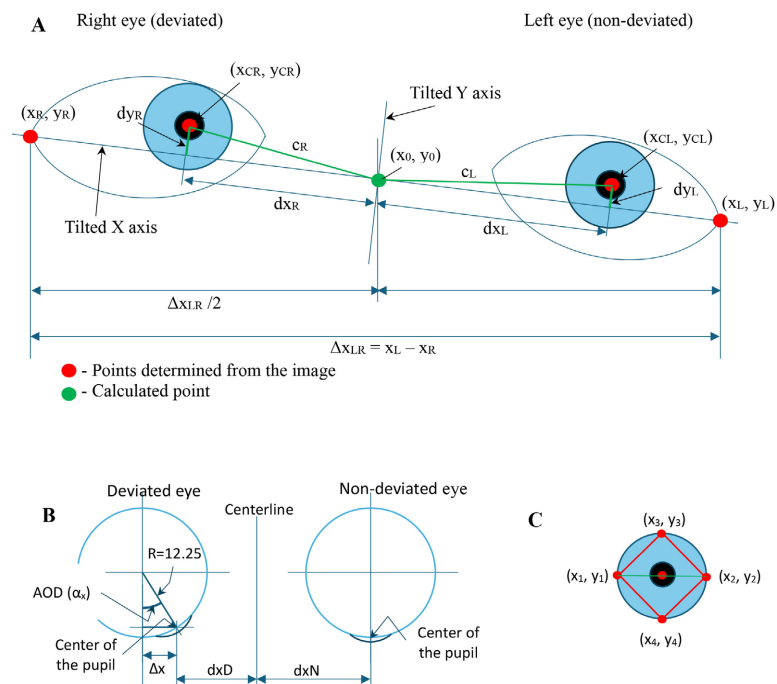 A
Right eye (deviated)
Left eye (non-deviated)
(xCR, yCR)
Tilted Y axis
(xR, yR)
dyR
cR
(x0, y0)
cL
(xCL, yCL)
dyL
(xL, yL)
Tilted X axis
dxR
dxL
ΔxLR /2
ΔxLR = xL – xR
- Points determined from the image
- Calculated point
B
Deviated eye
Non-deviated eye
Centerline
R=12.25
AOD (αx)
Center of
the pupil
Center of
the pupil
Δx
dxD
dxN
C
(x3, y3)
(x1, y1)
(x2, y2)
(x4, y4)